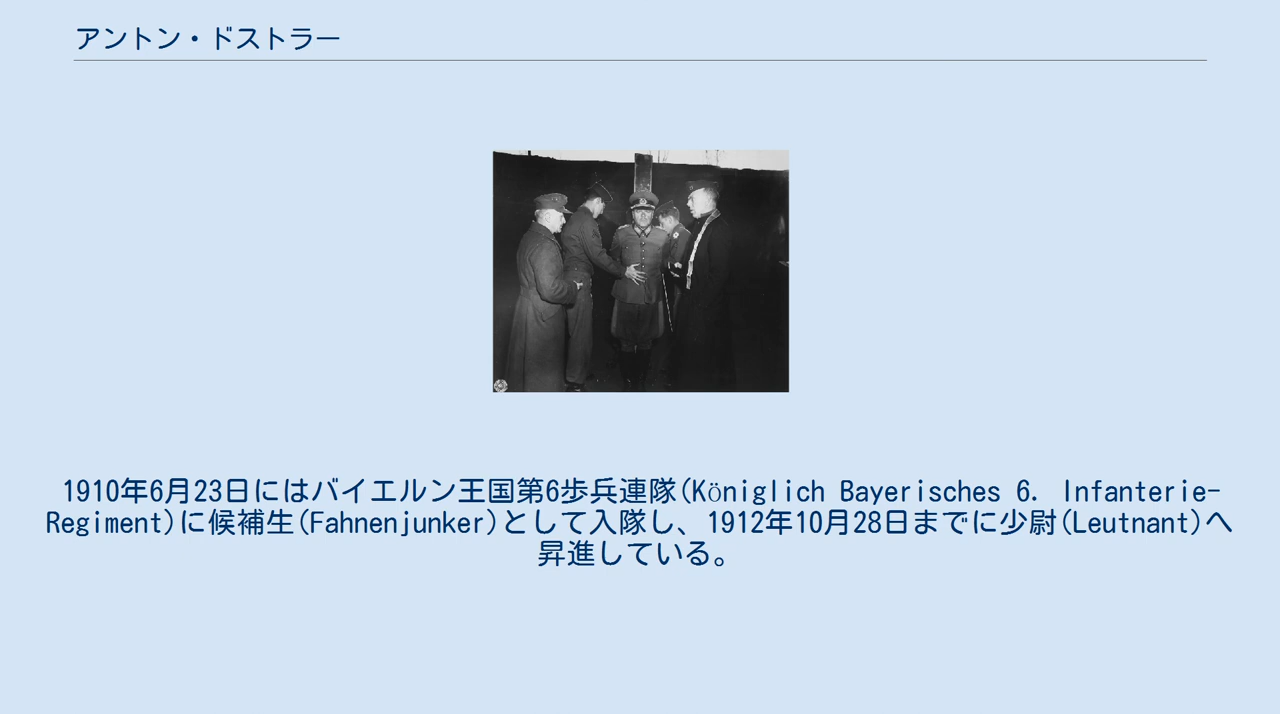 アントン・ドストラー
1910年6月23日にはバイエルン王国第6歩兵連隊(Königlich Bayerisches 6. Infanterie-
Regiment)に候補生(Fahnenjunker)として入隊し、1912年10月28日までに少尉(Leutnant)へ
昇進している。